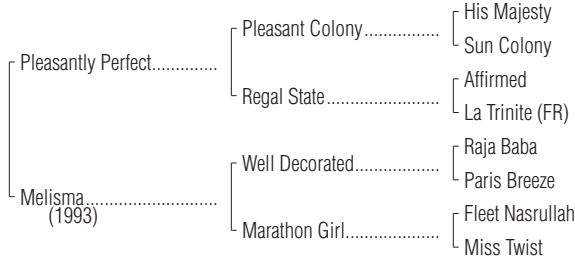 His Majesty
Pleasant Colony
Sun Colony
Pleasantly Perfect
Affirmed
Regal State
La Trinite (FR)
Raja Baba
Well Decorated
Paris Breeze
Melisma
(1993)
Fleet Nasrullah
Marathon Girl
Miss Twist